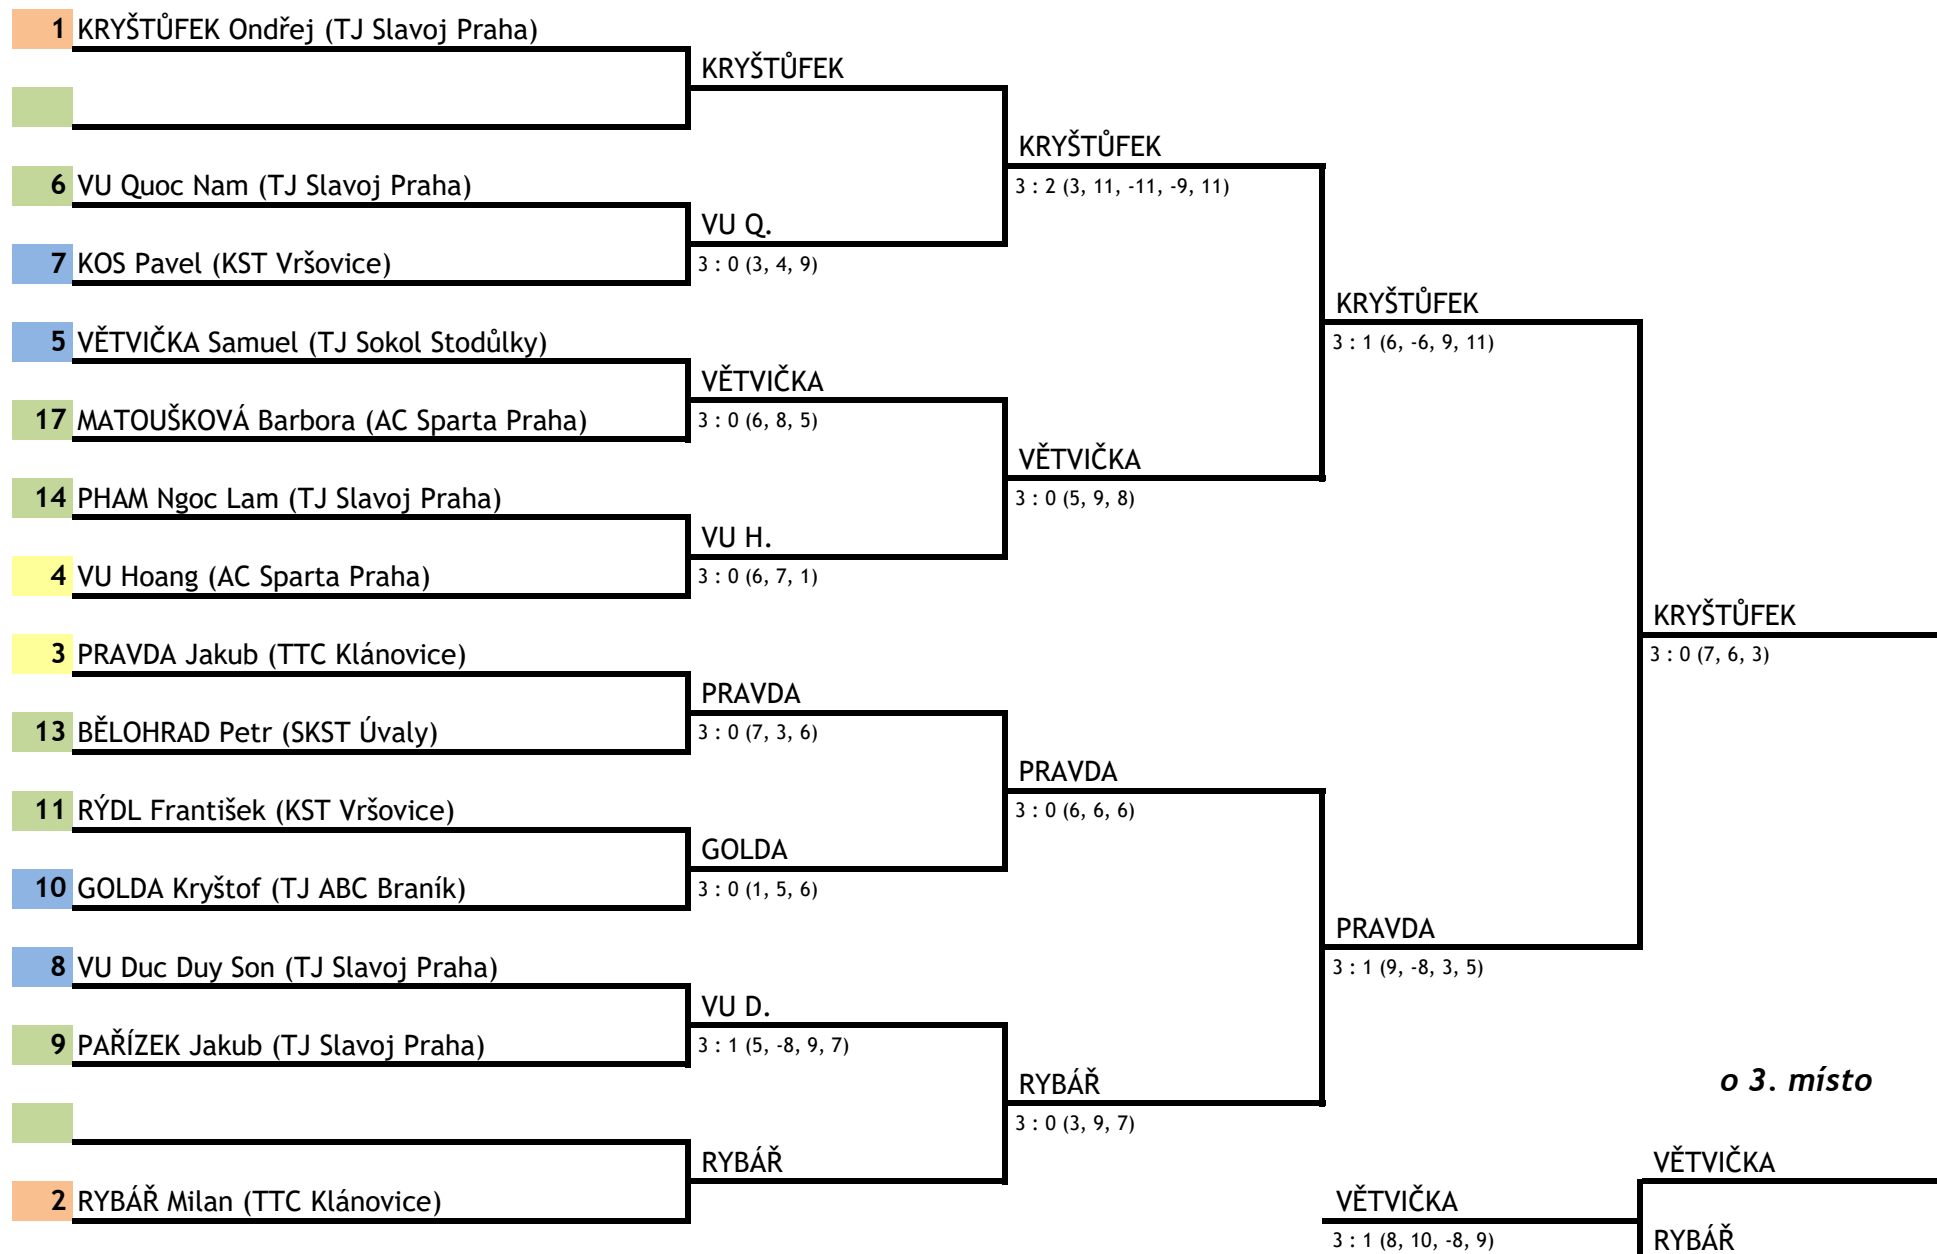 1 KRYŠTŮFEK Ondřej (TJ Slavoj Praha)
KRYŠTŮFEK
KRYŠTŮFEK
6 VU Quoc Nam (TJ Slavoj Praha)
3 : 2 (3, 11, -11, -9, 11)
VU Q.
7 KOS Pavel (KST Vršovice)
3 : 0 (3, 4, 9)
KRYŠTŮFEK
5 VĚTVIČKA Samuel (TJ Sokol Stodůlky)
3 : 1 (6, -6, 9, 11)
VĚTVIČKA
17 MATOUŠKOVÁ Barbora (AC Sparta Praha)
3 : 0 (6, 8, 5)
VĚTVIČKA
14 PHAM Ngoc Lam (TJ Slavoj Praha)
3 : 0 (5, 9, 8)
VU H.
4 VU Hoang (AC Sparta Praha)
3 : 0 (6, 7, 1)
KRYŠTŮFEK
3 PRAVDA Jakub (TTC Klánovice)
3 : 0 (7, 6, 3)
PRAVDA
13 BĚLOHRAD Petr (SKST Úvaly)
3 : 0 (7, 3, 6)
PRAVDA
11 RÝDL František (KST Vršovice)
3 : 0 (6, 6, 6)
GOLDA
10 GOLDA Kryštof (TJ ABC Braník)
3 : 0 (1, 5, 6)
PRAVDA
8 VU Duc Duy Son (TJ Slavoj Praha)
3 : 1 (9, -8, 3, 5)
VU D.
9 PAŘÍZEK Jakub (TJ Slavoj Praha)
3 : 1 (5, -8, 9, 7)
RYBÁŘ
o 3. místo
3 : 0 (3, 9, 7)
RYBÁŘ
VĚTVIČKA
2 RYBÁŘ Milan (TTC Klánovice)
VĚTVIČKA
3 : 1 (8, 10, -8, 9)
RYBÁŘ